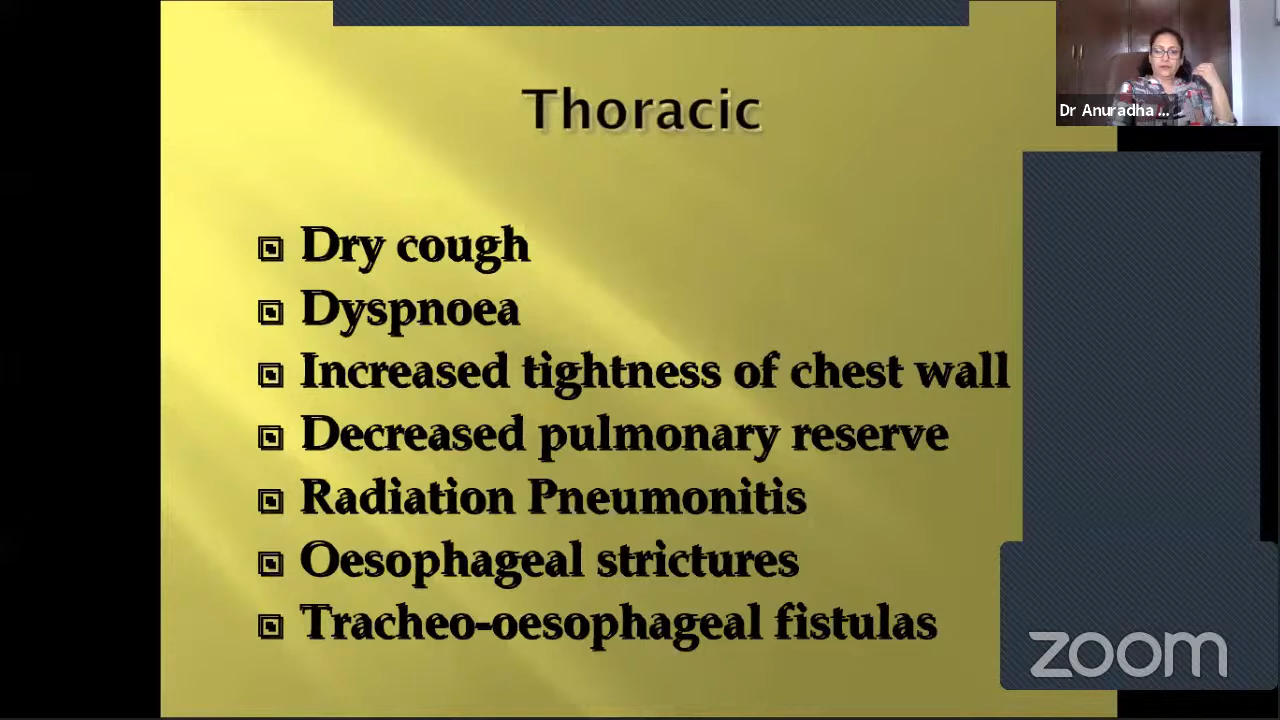 Thoracic
Dr Anuradha ...
Dry cough
Dyspnoea
Increased tightness of chest wall
Decreased pulmonary reserve
Radiation Pneumonitis
Oesophageal strictures
Tracheo-oesophageal fistulas
zoom